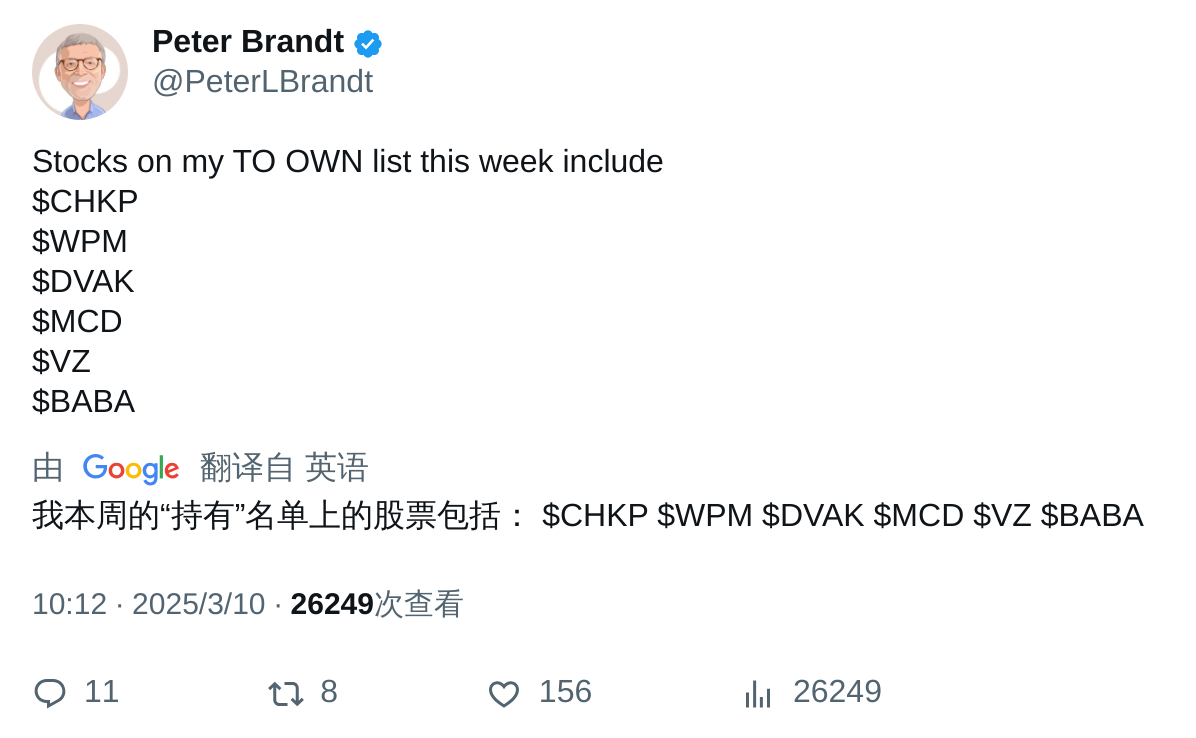 Peter Brandt
@PeterLBrandt
Stocks on my TO OWN list this week include
$CHKP
$WPM
$DVAK
$MCD
$VZ
$BABA
由 Google 翻译自 英语
我本周的“持有”名单上的股票包括： $CHKP $WPM $DVAK $MCD $VZ $BABA
10:12 · 2025/3/10 · 26249次查看
11 8 156 26249